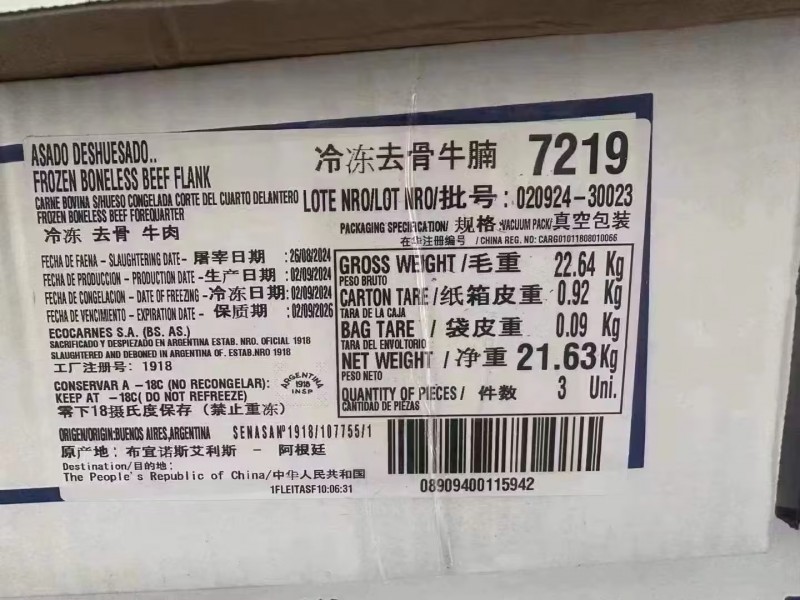 ASADO DESHUESADO..
FROZEN BONELESS BEEF FLANK
冷冻去骨牛腩 7219
CARNE BOVINA S/HUESO CONGELADA CORTE DEL CUARTO DELANTERO
FROZEN BONELESS BEEF FOREQUARTER
冷冻 去骨 牛肉
LOTE NRO/LOT NRO/批号: 020924-30023
PACKAGING SPECIFICATION/ 规格:VACUUM PACK/真空包装
在华注册编号 /CHINA REG. NO: CARG01011808010066
FECHA DE FAENA - SLAUGHTERING DATE- 屠宰日期 :26/08/2024
FECHA DE PRODUCCION - PRODUCTION DATE -生产日期 :02/09/2024
FECHA DE CONGELACION - DATE OF FREEZING -冷冻日期:02/09/2024
FECHA DE VENCIMIENTO - EXPIRATION DATE - 保质期 :02/09/2026
ECOCARNES S.A. (BS. AS.)
SACRIFICADO Y DESPIEZADO EN ARGENTINA ESTAB. NRO. OFICIAL 1918
SLAUGHTERED AND DEBONED IN ARGENTINA OF. ESTAB.NRO 1918
工厂注册号: 1918
CONSERVAR A -18C (NO RECONGELAR):
KEEP AT -18C( DO NOT REFREEZE)
零下18摄氏度保存 (禁止重冻)
ARGENTINA
1918
INSP
GROSS WEIGHT /毛重 22.64 Kg
PESO BRUTO
CARTON TARE/纸箱皮重 0.92 Kg
TARA DE LA CAJA
BAG TARE / 袋皮重 0.09 Kg
TARA DEL ENVOLTORIO
NET WEIGHT /净重 21.63Kg
PESO NETO
QUANTITY OF PIECES/ 件数 3 Uni.
CANTIDAD DE PIEZAS
ORIGEN/ORIGIN:BUENOS AIRES,ARGENTINA SENASA Nº1918/107755/1
原产地: 布宜诺斯艾利斯 - 阿根廷
Destination/目的地:
The People's Republic of China/中华人民共和国
1FLEITASF10:06:31
08909400115942